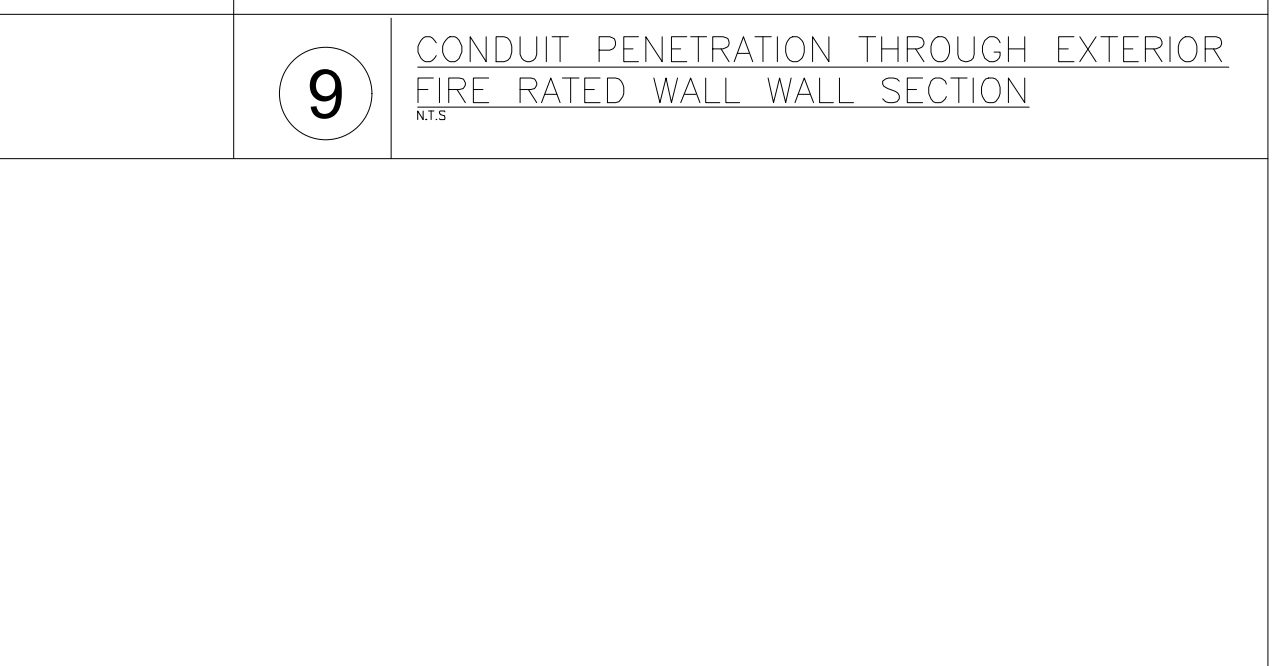 9
CONDUIT PENETRATION THROUGH EXTERIOR
FIRE RATED WALL WALL SECTION
N.T.S